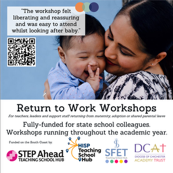 "The workshop felt
liberating and reassuring
and was easy to attend
whilst looking after baby."
Return to Work Workshops
For teachers, leaders and support staff returning from maternity, adoption or shared parental leave
Fully-funded for state school colleagues.
Workshops running throughout the academic year.
STEP Ahead
TEACHING SCHOOL HUB
HISP
Teaching
School
Hub
SFET
DCAT
ACADEMY TRUST